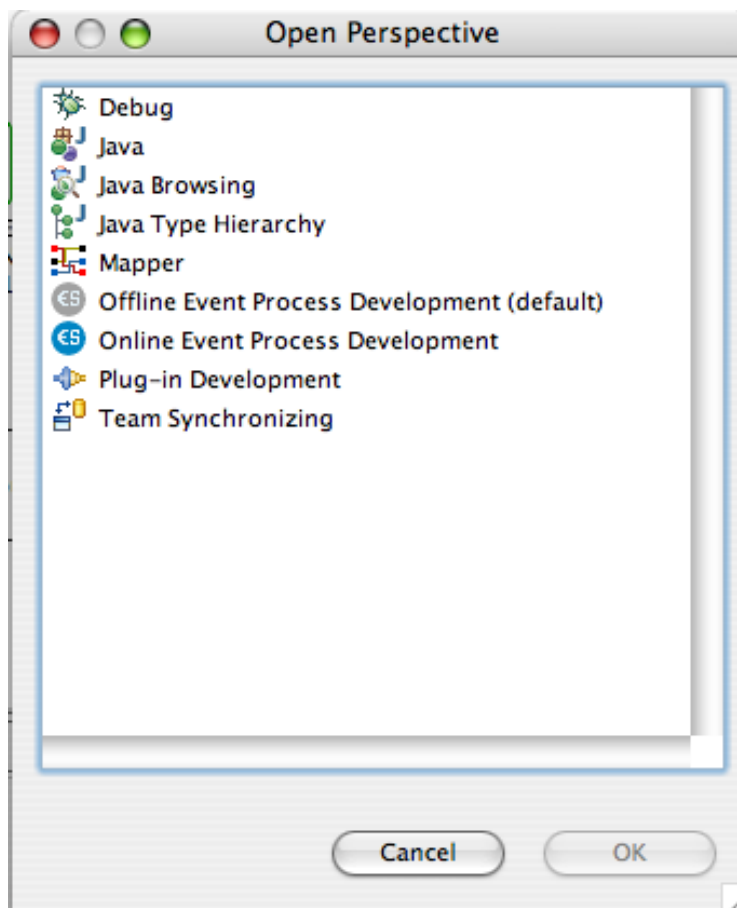 Open Perspective
Debug
Java
Java Browsing
Java Type Hierarchy
Mapper
Offline Event Process Development (default)
Online Event Process Development
Plug-in Development
Team Synchronizing
Cancel
OK